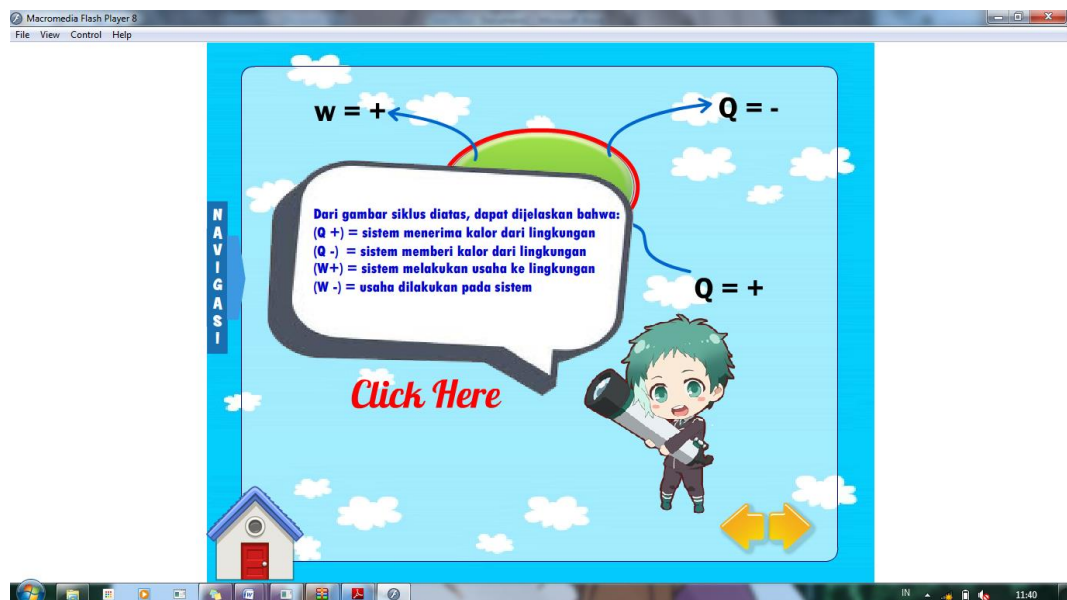 Macromedia Flash Player 8
File View Control Help
w = +
Q = -
NAVIGASI
Dari gambar siklus diatas, dapat dijelaskan bahwa:
(Q +) = sistem menerima kalor dari lingkungan
(Q -) = sistem memberi kalor dari lingkungan
(W+) = sistem melakukan usaha ke lingkungan
(W -) = usaha dilakukan pada sistem
Q = +
Click Here
IN
11:40